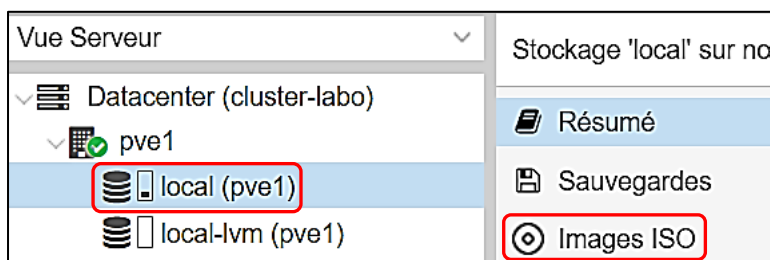 Vue Serveur
Datacenter (cluster-labo)
pve1
local (pve1)
local-lvm (pve1)
Stockage 'local' sur no
Résumé
Sauvegardes
Images ISO